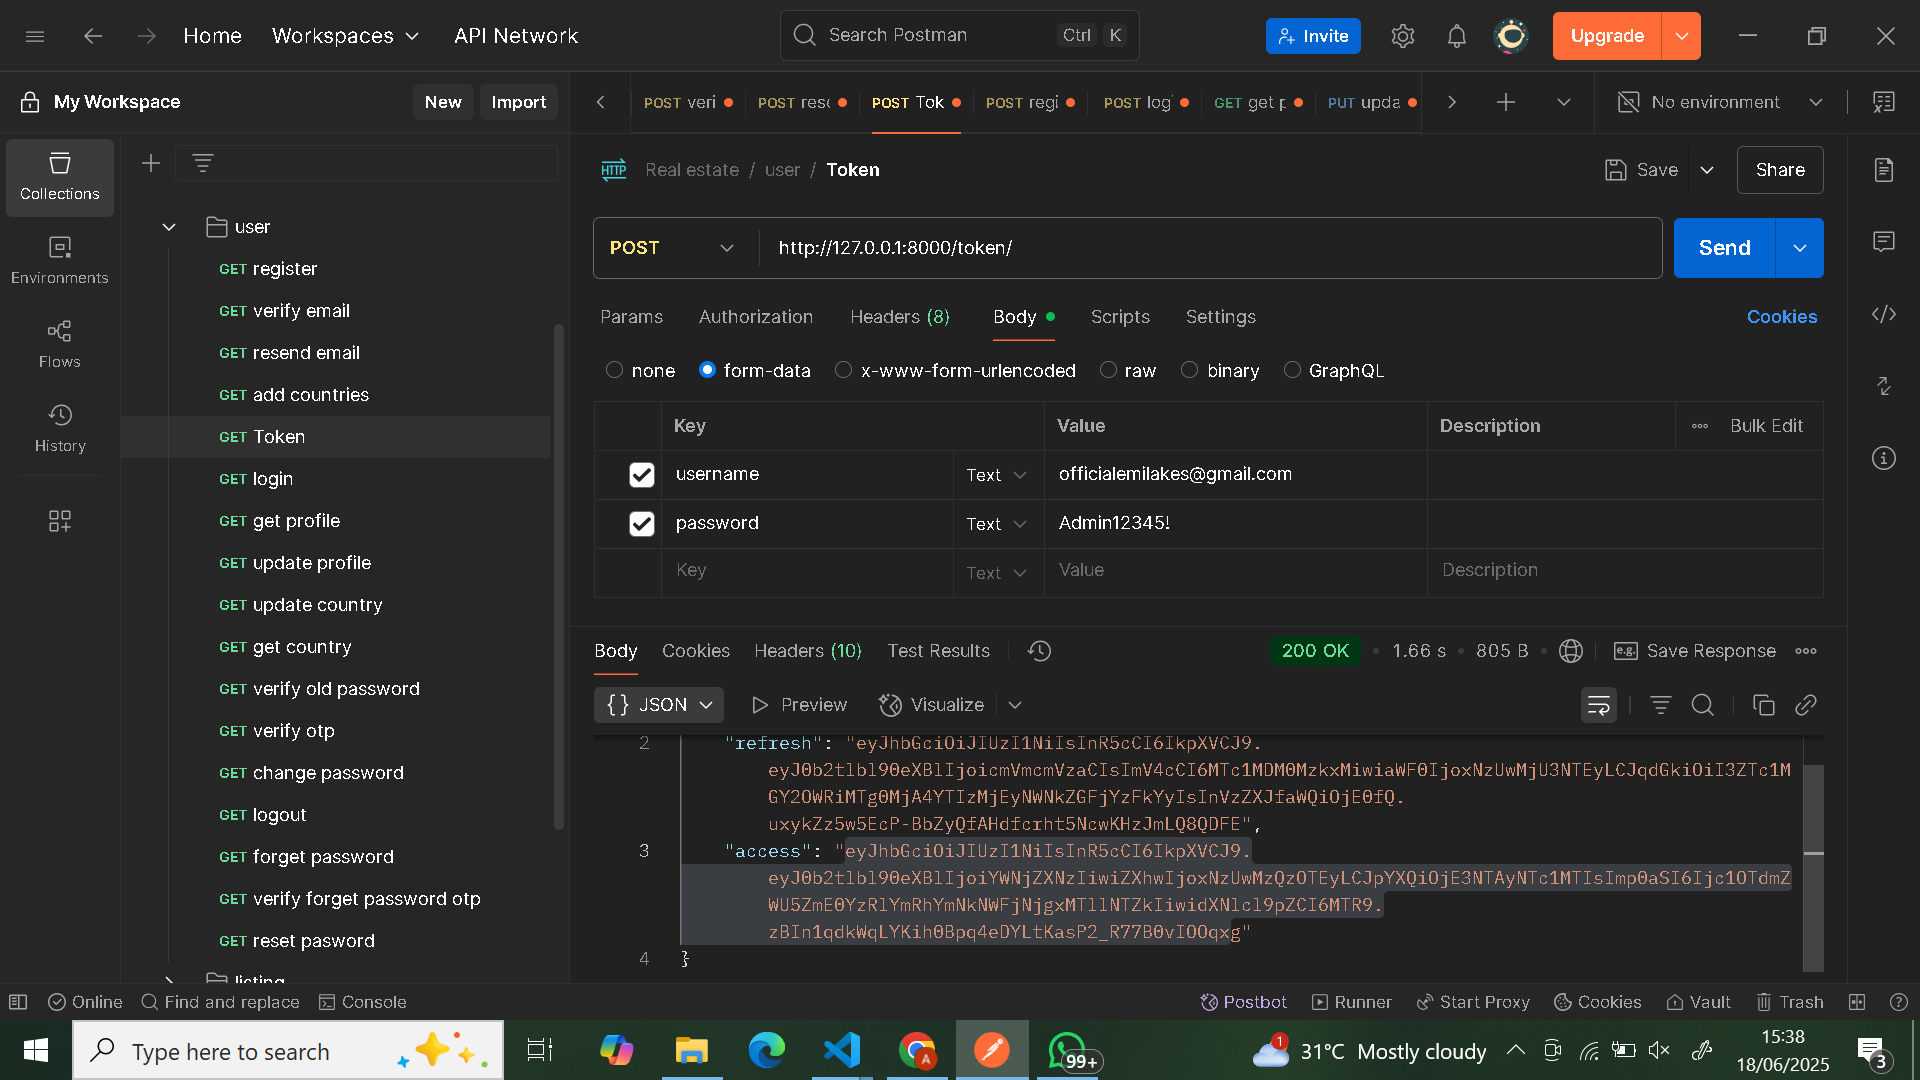 Home
Workspaces
API Network
Search Postman
Ctrl K
Invite
Upgrade
My Workspace
New
Import
POST veri
POST rese
POST Tok
POST regi
POST log
GET get p
PUT upda
No environment
Collections
Environments
Flows
History
user
GET register
GET verify email
GET resend email
GET add countries
GET Token
GET login
GET get profile
GET update profile
GET update country
GET get country
GET verify old password
GET verify otp
GET change password
GET logout
GET forget password
GET verify forget password otp
GET reset pasword
listing
HTTP Real estate / user / Token
Save
Share
POST http://127.0.0.1:8000/token/
Send
Params Authorization Headers (8) Body Scripts Settings Cookies
none form-data x-www-form-urlencoded raw binary GraphQL
Key Value Description Bulk Edit
username Text officialemilakes@gmail.com
password Text Admin12345!
Key Text Value Description
Body Cookies Headers (10) Test Results 200 OK 1.66 s 805 B e.g. Save Response
{} JSON Preview Visualize
2 "refresh": "eyJhbGciOiJIUzI1NiIsInR5cCI6IkpXVCJ9.
eyJ0b2tlbl90eXBlIjoicmVmcmVzaCIsImV4cCI6MTc1MDM0MzkxMiwiaWF0IjoxNzUwMjU3NTEyLCJqdGkiOiI3ZTc1M
GY2OWRiMTg0MjA4YTIzMjEyNWNkZGFjYzFkYyIsInVzZXJfaWQiOjE0fQ.
uxykZz5w5EcP-BbZyQfAHdfcrht5NcwKHzJmLQ8QDFE",
3 "access": "eyJhbGciOiJIUzI1NiIsInR5cCI6IkpXVCJ9.
eyJ0b2tlbl90eXBlIjoiYWNjZXNzIiwiZXhwIjoxNzUwMzQzOTEyLCJpYXQiOjE3NTAyNTc1MTIsImp0aSI6Ijc1OTdmZ
WU5ZmE0YzRlYmRhYmNkNWFjNjgxMTllNTZkIiwidXNlcl9pZCI6MTR9.
zBIn1qdkWqLYKih0Bpq4eDYLtKasP2_R77B0vIOOqxg"
4 }
Online Find and replace Console Postbot Runner Start Proxy Cookies Vault Trash
Type here to search
99+
1
31°C Mostly cloudy
15:38
18/06/2025
3